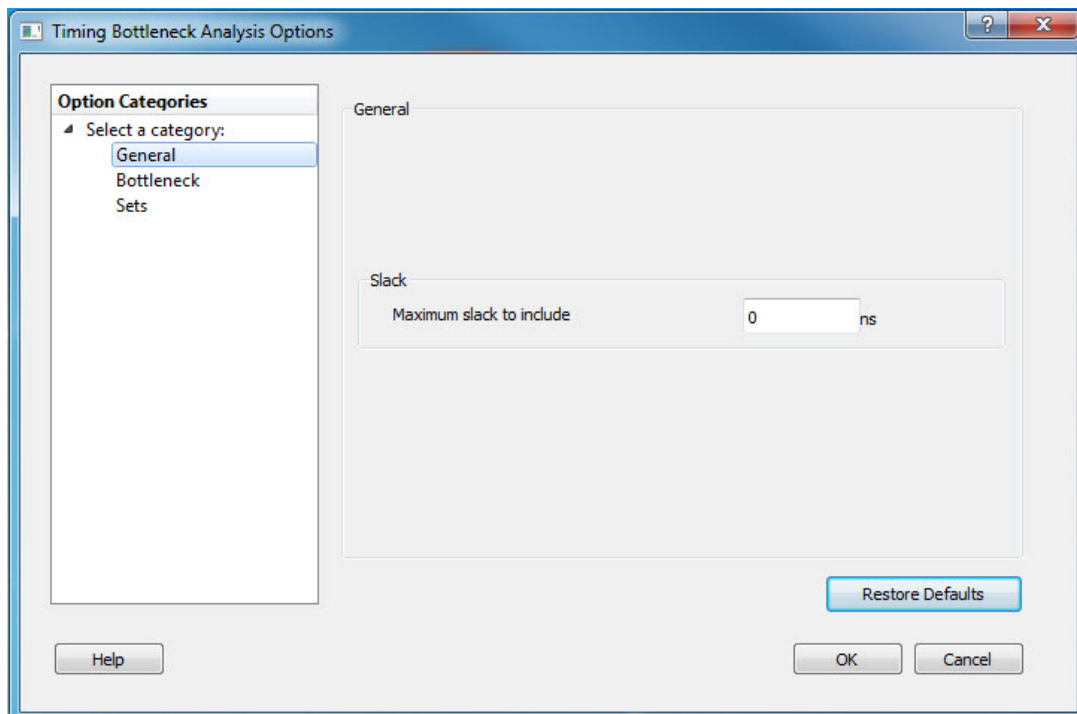 Timing Bottleneck Analysis Options
?
X
Option Categories
Select a category:
General
Bottleneck
Sets
General
Slack
Maximum slack to include 0 ns
Restore Defaults
Help OK Cancel